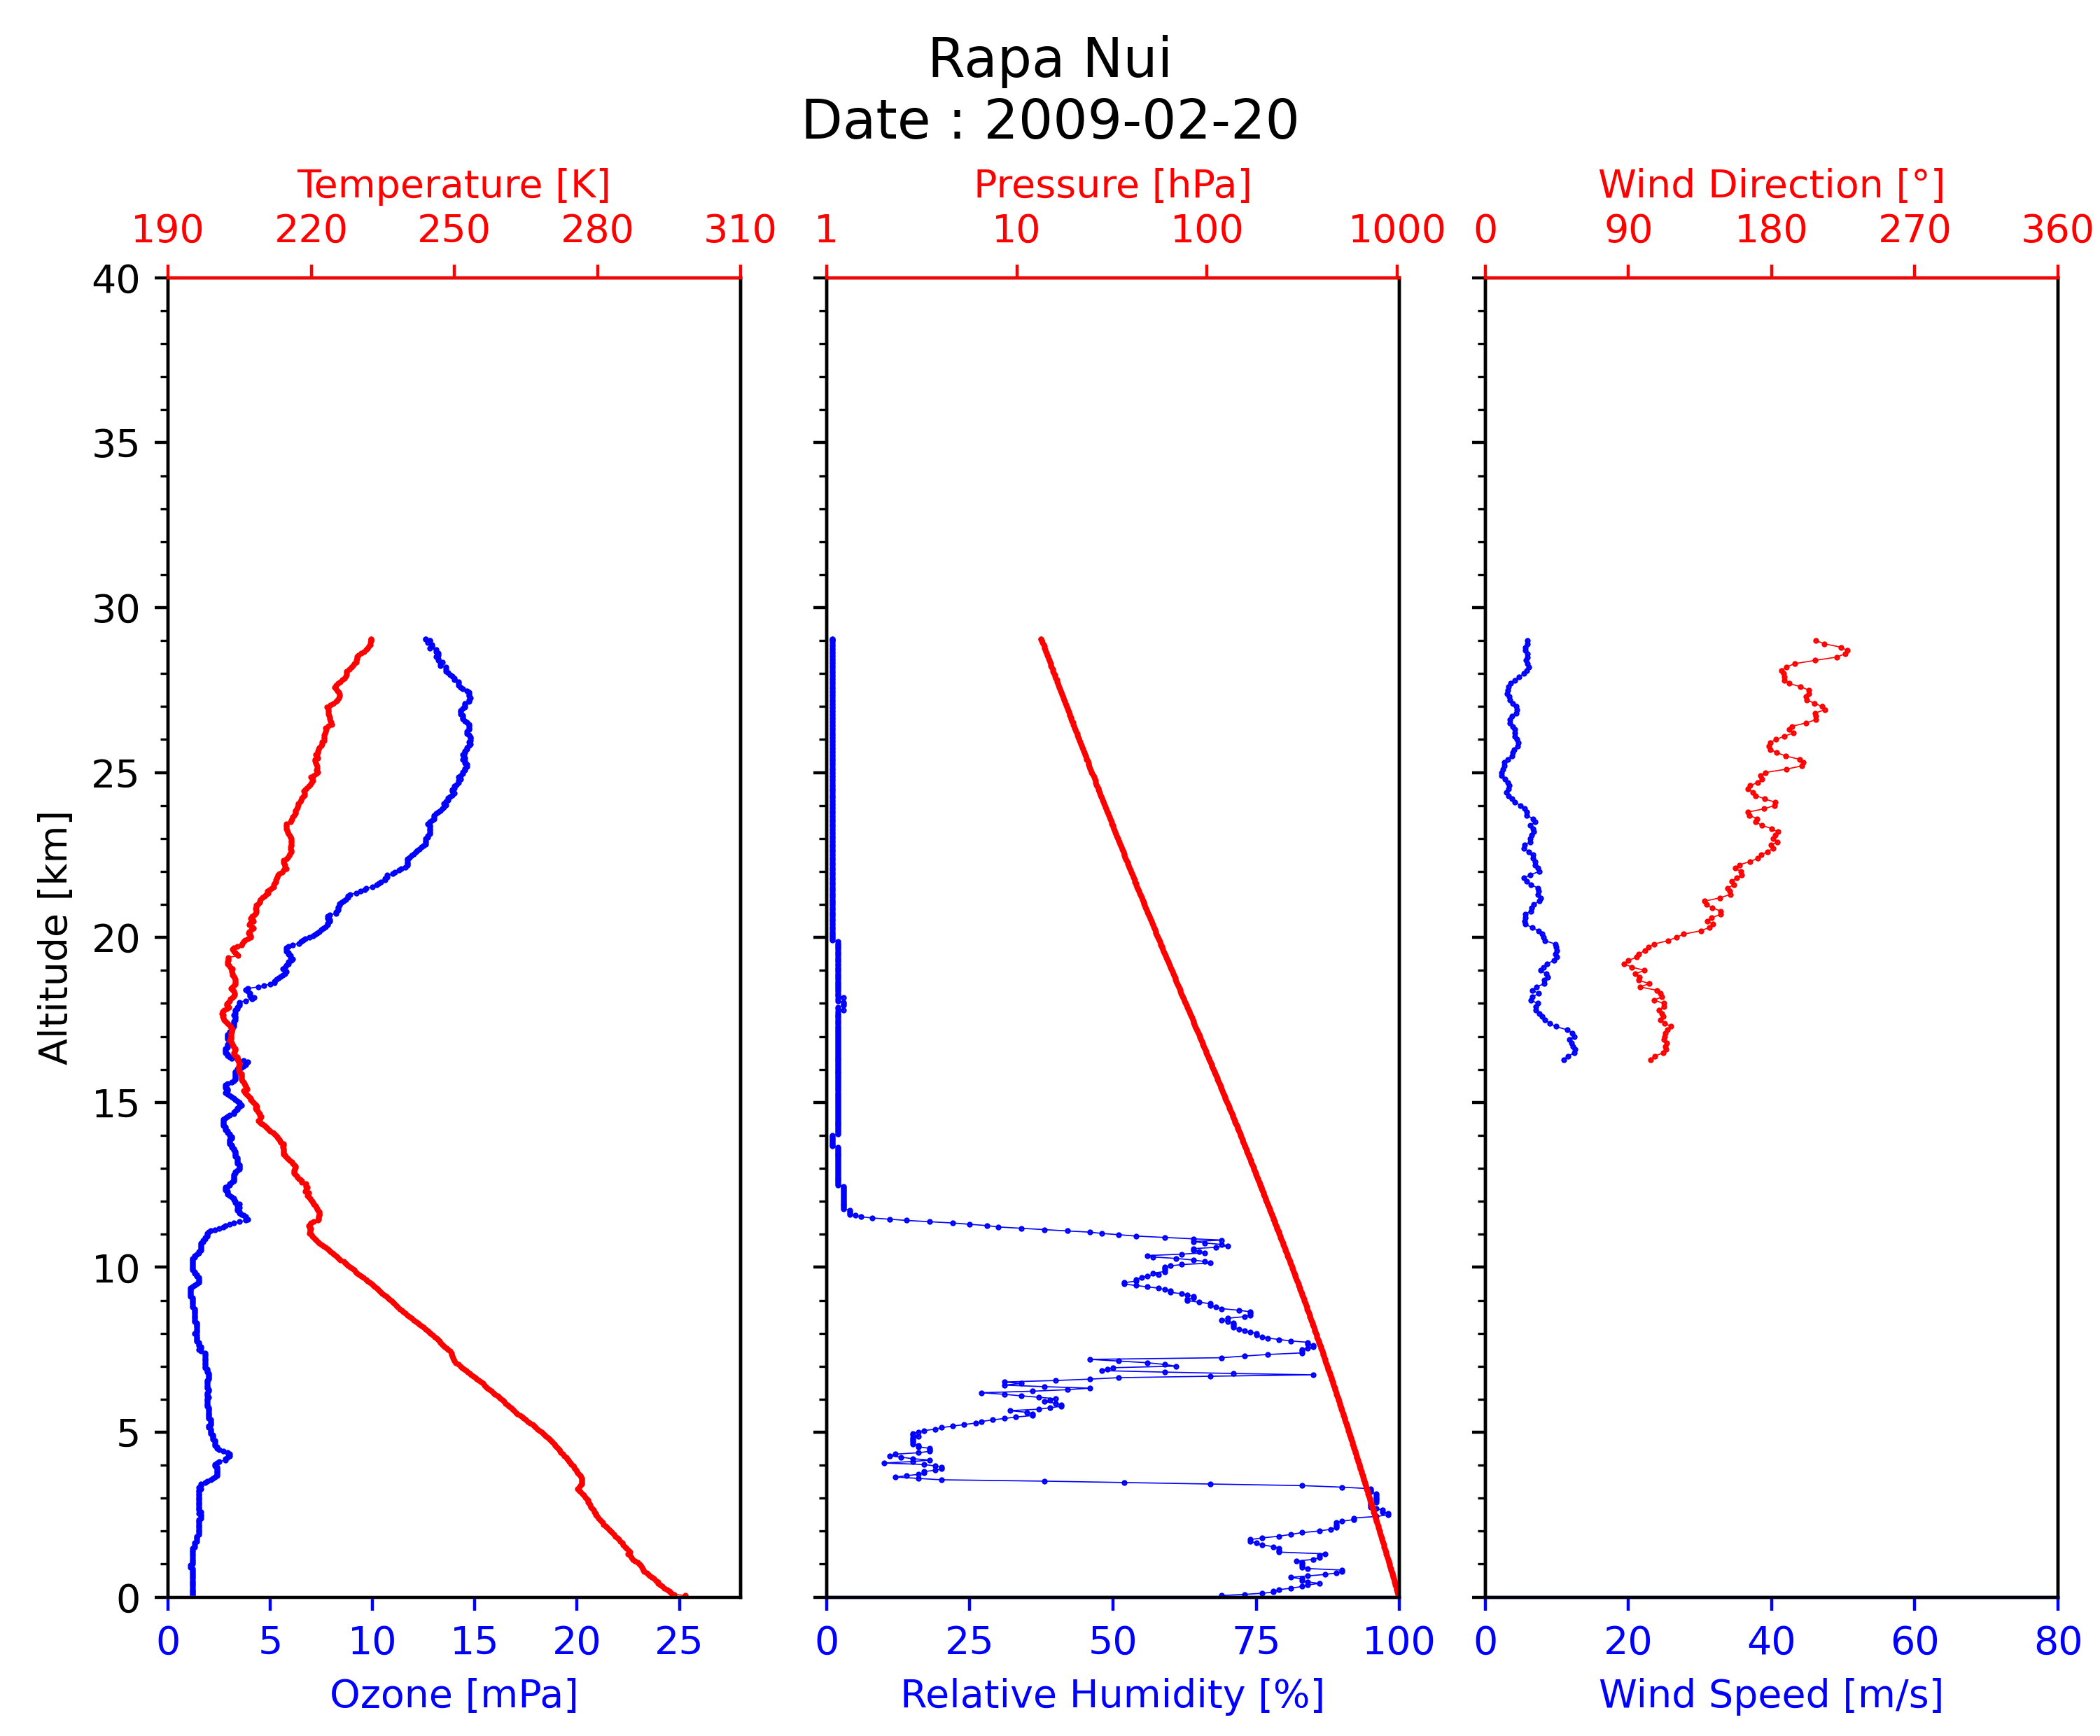 Rapa Nui
Date : 2009-02-20
Temperature [K] Pressure [hPa] Wind Direction [°]
190 220 250 280 310 1 10 100 1000 0 90 180 270 360
40
35
30
25
20
15
10
5
0
Altitude [km]
0 5 10 15 20 25 0 25 50 75 100 0 20 40 60 80
Ozone [mPa] Relative Humidity [%] Wind Speed [m/s]